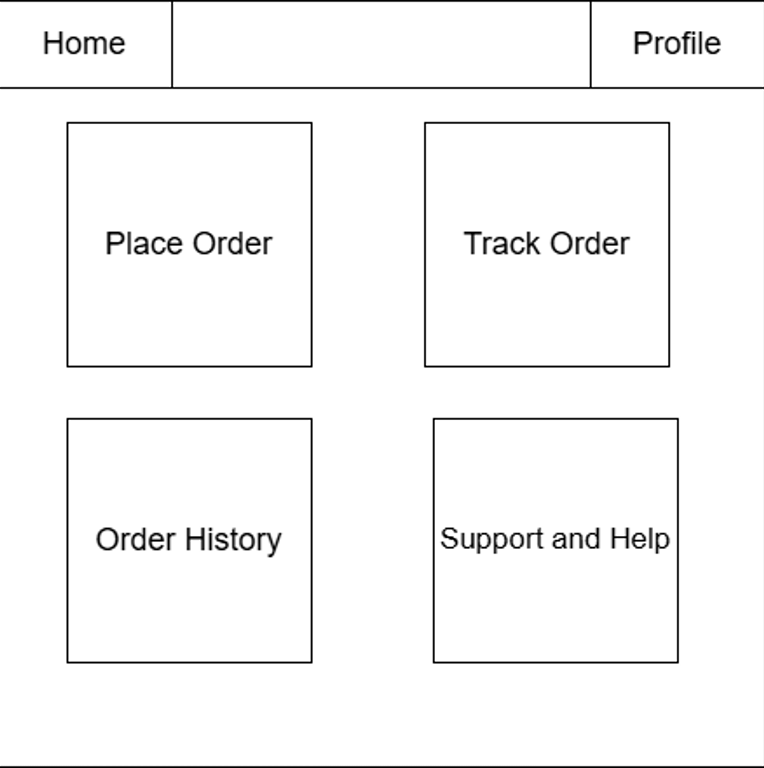 Home
Profile
Place Order
Track Order
Order History
Support and Help